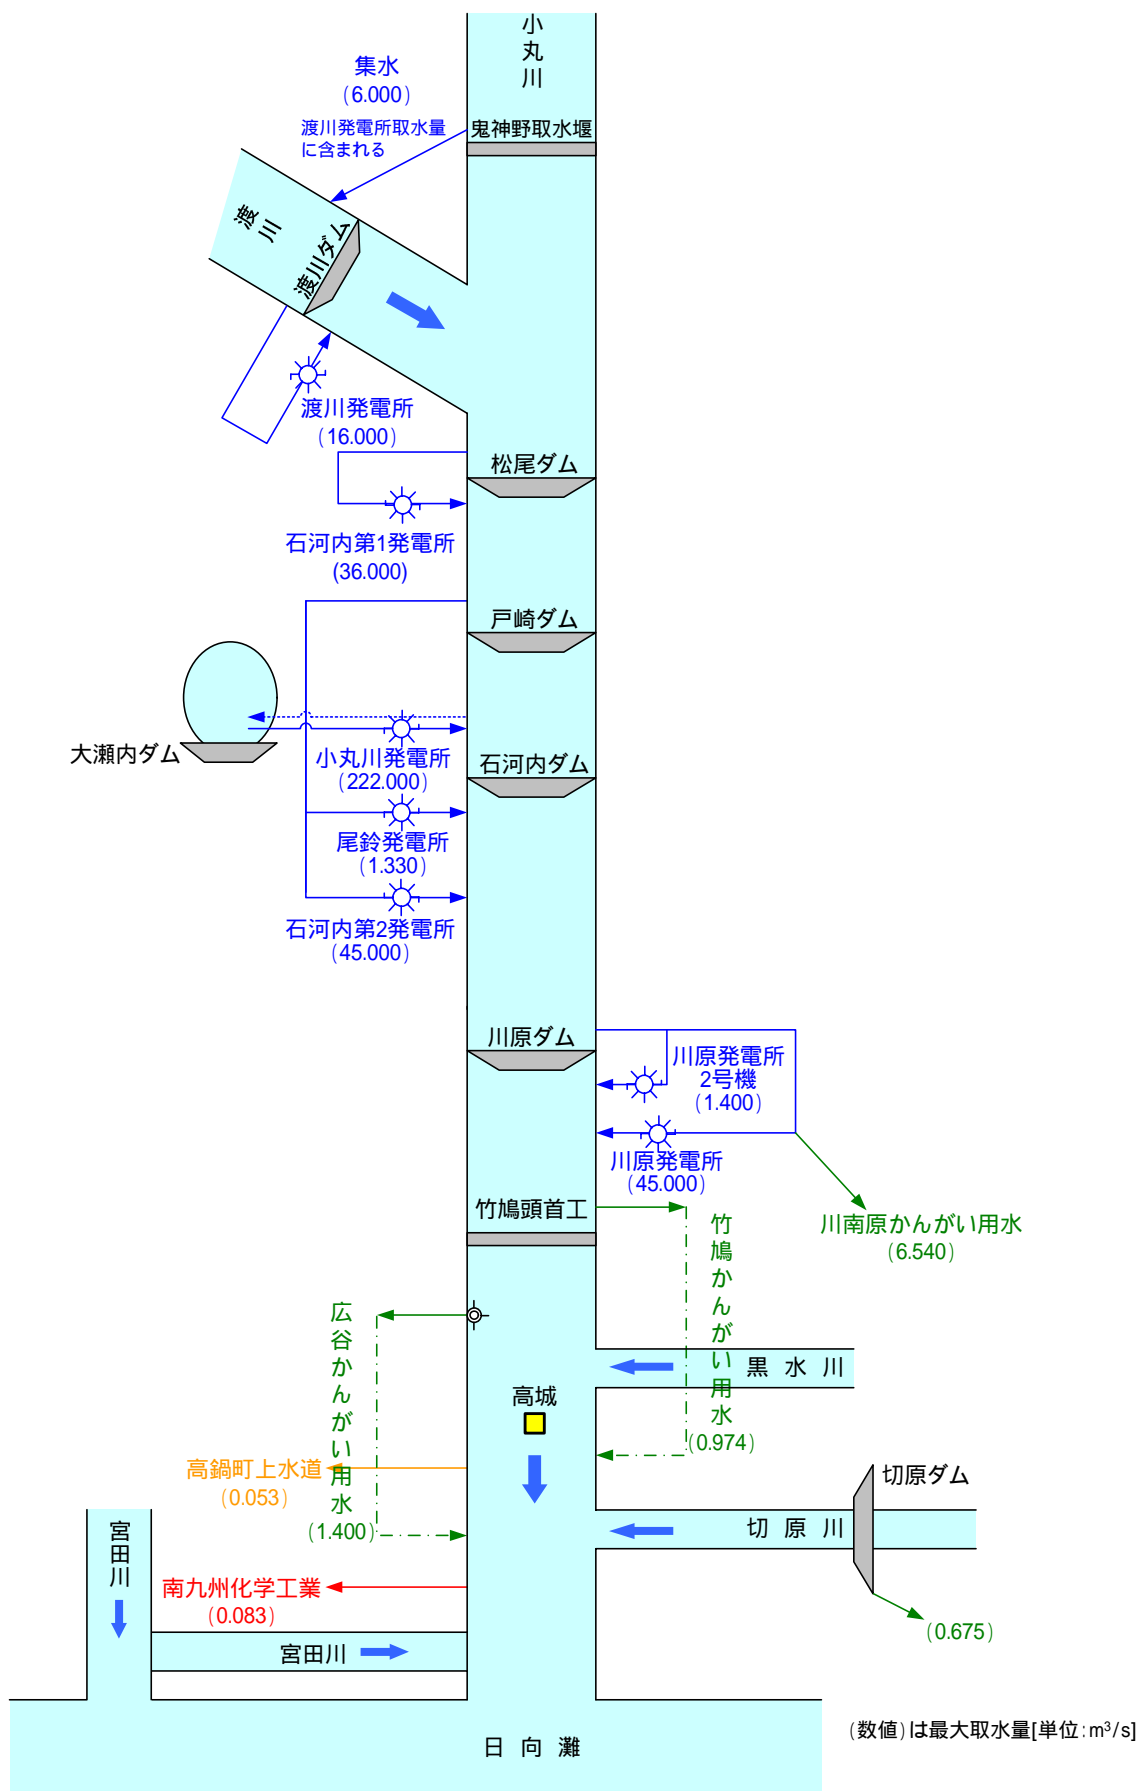 小丸川
集水
(6.000)
渡川発電所取水量
に含まれる
鬼神野取水堰
渡川
渡川ダム
渡川発電所
(16.000)
松尾ダム
石河内第1発電所
(36.000)
戸崎ダム
大瀬内ダム
小丸川発電所
(222.000)
石河内ダム
尾鈴発電所
(1.330)
石河内第2発電所
(45.000)
川原ダム
川原発電所
2号機
(1.400)
川原発電所
(45.000)
竹鳩頭首工
竹鳩かんがい用水
(0.974)
川南原かんがい用水
(6.540)
広谷かんがい用水
(1.400)
黒水川
高城
高鍋町上水道
(0.053)
切原ダム
切原川
宮田川
南九州化学工業
(0.083)
(0.675)
宮田川
(数値)は最大取水量[単位:m³/s]
日向灘